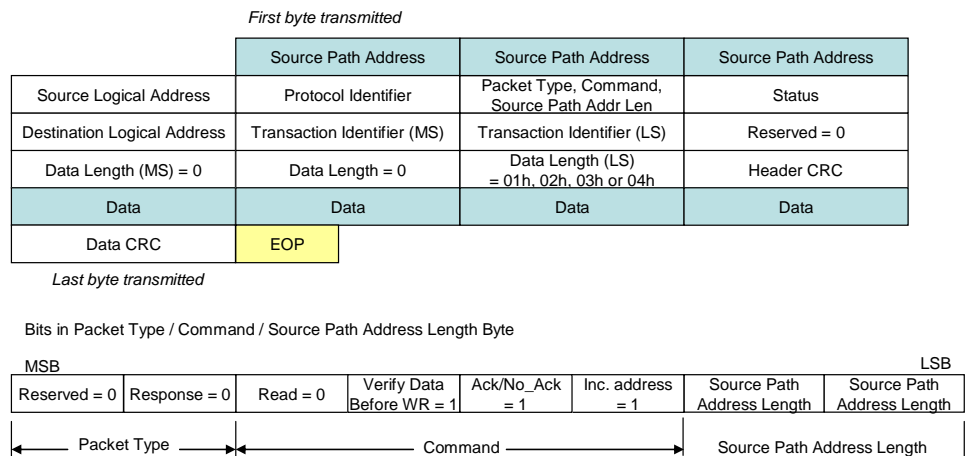 First byte transmitted
Source Path Address Source Path Address Source Path Address
Source Logical Address Protocol Identifier Packet Type, Command, Source Path Addr Len Status
Destination Logical Address Transaction Identifier (MS) Transaction Identifier (LS) Reserved = 0
Data Length (MS) = 0 Data Length = 0 Data Length (LS) = 01h, 02h, 03h or 04h Header CRC
Data Data Data Data
Data CRC EOP
Last byte transmitted
Bits in Packet Type / Command / Source Path Address Length Byte
MSB LSB
Reserved = 0 Response = 0 Read = 0 Verify Data Before WR = 1 Ack/No_Ack = 1 Inc. address = 1 Source Path Address Length Source Path Address Length
Packet Type Command Source Path Address Length